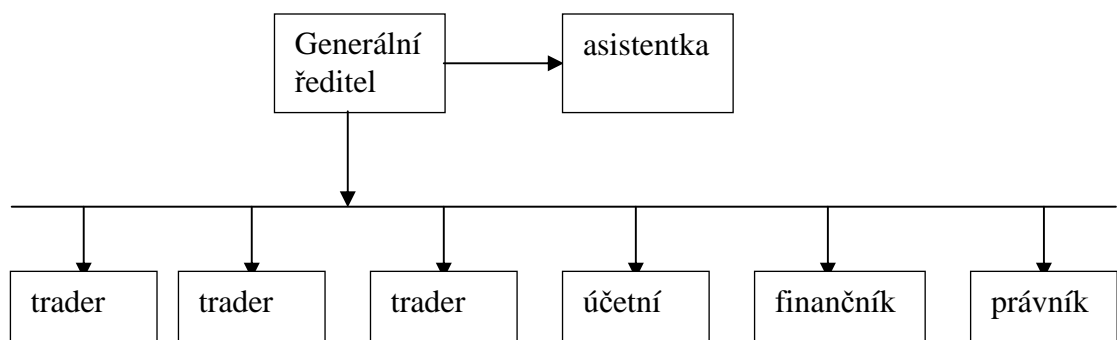 Generální
ředitel
asistentka
trader
trader
trader
účetní
finančník
právník